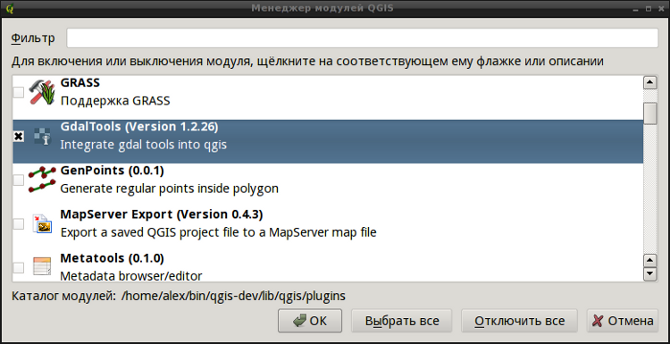 Менеджер модулей QGIS
Фильтр
Для включения или выключения модуля, щёлкните на соответствующем ему флажке или описании
GRASS
Поддержка GRASS
GdalTools (Version 1.2.26)
Integrate gdal tools into qgis
GenPoints (0.0.1)
Generate regular points inside polygon
MapServer Export (Version 0.4.3)
Export a saved QGIS project file to a MapServer map file
Metatools (0.1.0)
Metadata browser/editor
Каталог модулей: /home/alex/bin/qgis-dev/lib/qgis/plugins
ОК Выбрать все Отключить все Отмена